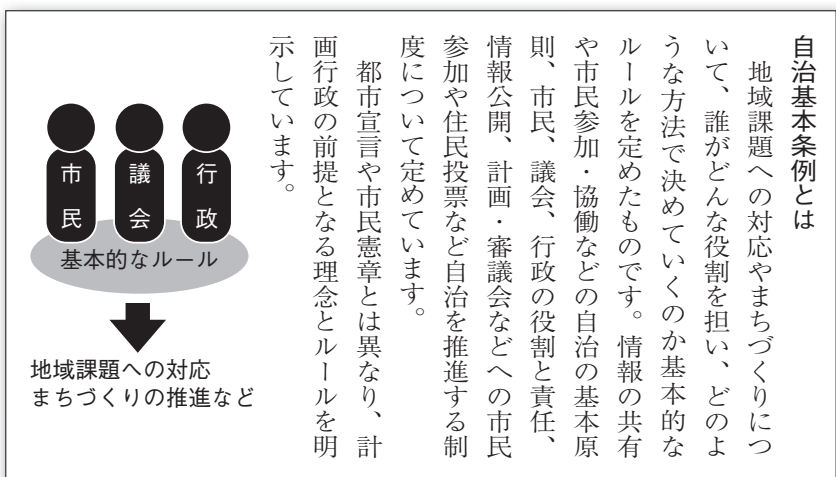 自治基本条例とは
地域課題への対応やまちづくりにつ
いて、誰がどんな役割を担い、どのよ
うな方法で決めていくのか基本的な
ルールを定めたものです。情報の共有
や市民参加・協働などの自治の基本原
則、市民、議会、行政の役割と責任、
情報公開、計画・審議会などへの市民
参加や住民投票など自治を推進する制
度について定めています。
都市宣言や市民憲章とは異なり、計
画行政の前提となる理念とルールを明
示しています。
行政
議会
市民
基本的なルール
地域課題への対応
まちづくりの推進など